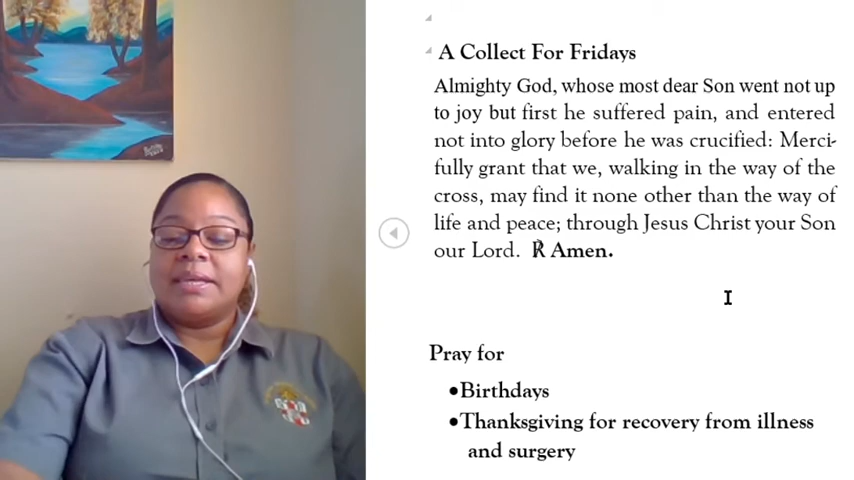 A Collect For Fridays
Almighty God, whose most dear Son went not up
to joy but first he suffered pain, and entered
not into glory before he was crucified: Merci-
fully grant that we, walking in the way of the
cross, may find it none other than the way of
life and peace; through Jesus Christ your Son
our Lord. ℟ Amen.
Pray for
•Birthdays
•Thanksgiving for recovery from illness
and surgery